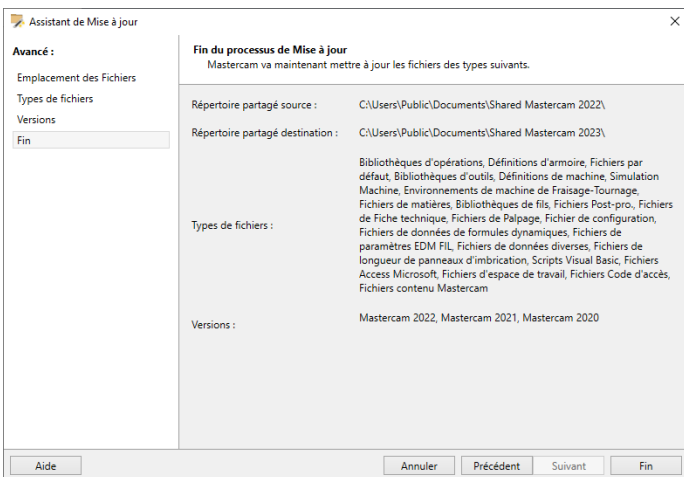 Assistant de Mise à jour
Avancé :
Emplacement des Fichiers
Types de fichiers
Versions
Fin
Fin du processus de Mise à jour
Mastercam va maintenant mettre à jour les fichiers des types suivants.
Répertoire partagé source :
C:\Users\Public\Documents\Shared Mastercam 2022\
Répertoire partagé destination :
C:\Users\Public\Documents\Shared Mastercam 2023\
Types de fichiers :
Bibliothèques d'opérations, Définitions d'armoire, Fichiers par
défaut, Bibliothèques d'outils, Définitions de machine, Simulation
Machine, Environnements de machine de Fraisage-Tournage,
Fichiers de matières, Bibliothèques de fils, Fichiers Post-pro., Fichiers
de Fiche technique, Fichiers de Palpage, Fichier de configuration,
Fichiers de données de formules dynamiques, Fichiers de
paramètres EDM FIL, Fichiers de données diverses, Fichiers de
longueur de panneaux d'imbrication, Scripts Visual Basic, Fichiers
Access Microsoft, Fichiers d'espace de travail, Fichiers Code d'accès,
Fichiers contenu Mastercam
Versions :
Mastercam 2022, Mastercam 2021, Mastercam 2020
Aide
Annuler
Précédent
Suivant
Fin